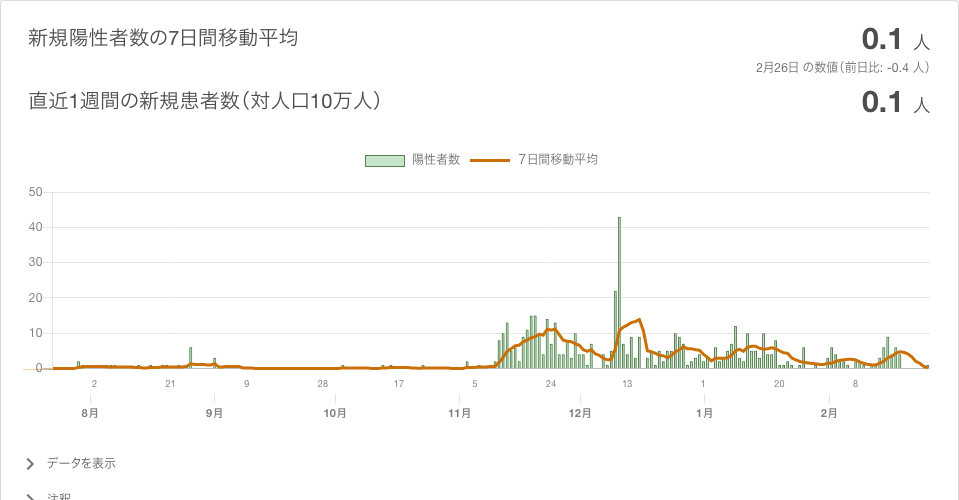 新規陽性者数の7日間移動平均
0.1 人
2月26日 の数値（前日比: -0.4 人）
直近1週間の新規患者数（対人口10万人）
0.1 人
陽性者数 7日間移動平均
50
40
30
20
10
0
2 21 9 28 17 5 24 13 1 20 8
8月 9月 10月 11月 12月 1月 2月
データを表示
注釈